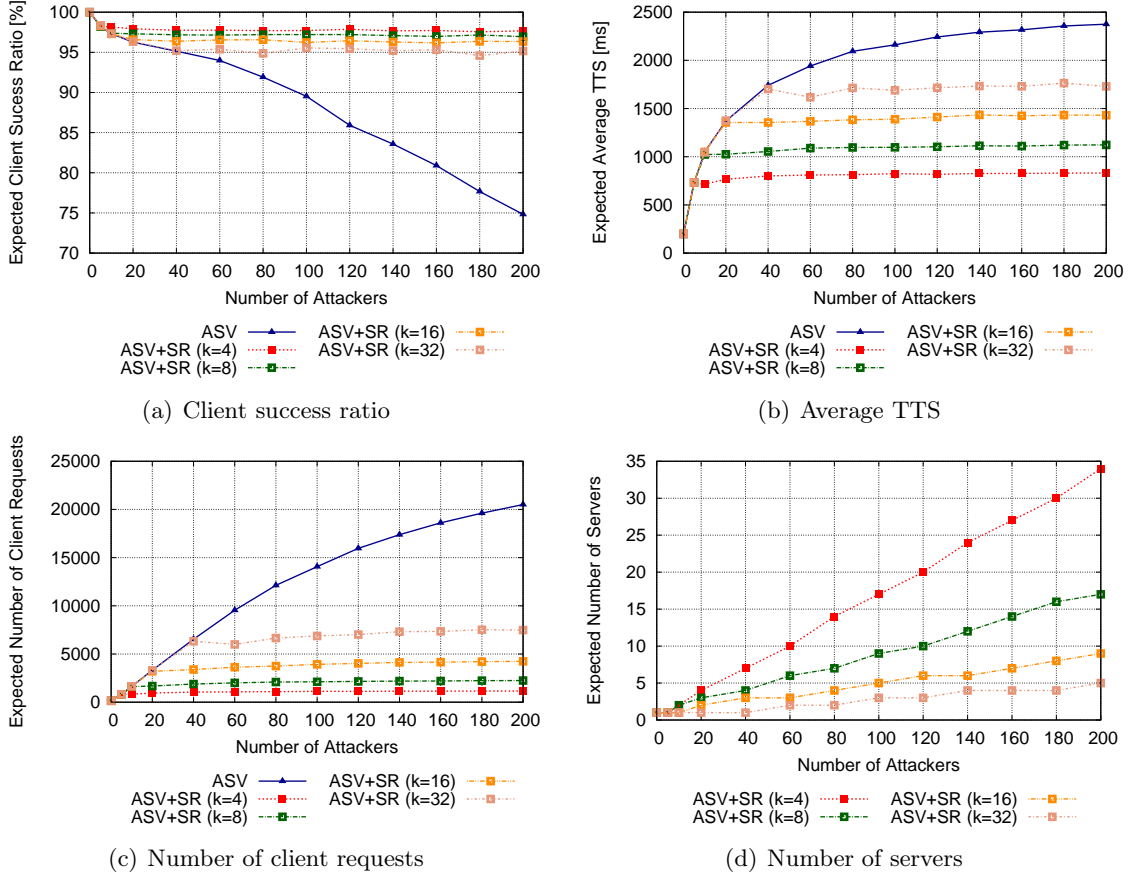 Expected Client Sucess Ratio [%]
100
95
90
85
80
75
70
0 20 40 60 80 100 120 140 160 180 200
Number of Attackers
ASV
ASV+SR (k=4)
ASV+SR (k=8)
ASV+SR (k=16)
ASV+SR (k=32)
(a) Client success ratio
Expected Average TTS [ms]
2500
2000
1500
1000
500
0
0 20 40 60 80 100 120 140 160 180 200
Number of Attackers
ASV
ASV+SR (k=4)
ASV+SR (k=8)
ASV+SR (k=16)
ASV+SR (k=32)
(b) Average TTS
Expected Number of Client Requests
25000
20000
15000
10000
5000
0
0 20 40 60 80 100 120 140 160 180 200
Number of Attackers
ASV
ASV+SR (k=4)
ASV+SR (k=8)
ASV+SR (k=16)
ASV+SR (k=32)
(c) Number of client requests
Expected Number of Servers
35
30
25
20
15
10
5
0
0 20 40 60 80 100 120 140 160 180 200
Number of Attackers
ASV+SR (k=4)
ASV+SR (k=8)
ASV+SR (k=16)
ASV+SR (k=32)
(d) Number of servers